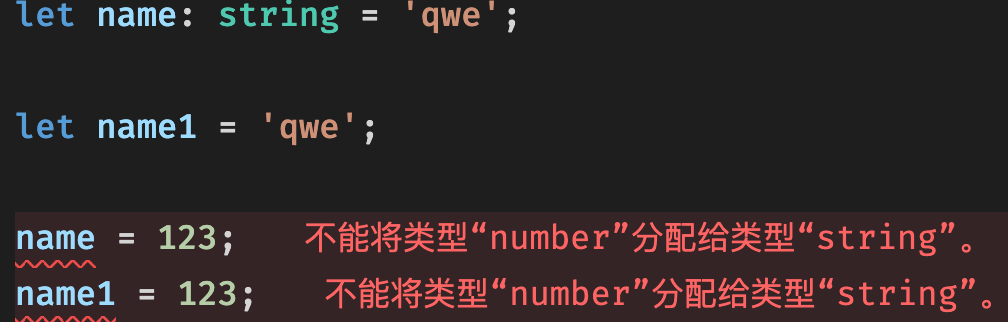 let name: string = 'qwe';
let name1 = 'qwe';
name = 123; 不能将类型“number”分配给类型“string”。
name1 = 123; 不能将类型“number”分配给类型“string”。